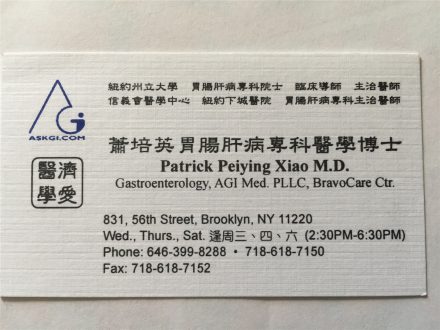 AGI
ASKGI.COM
紐約州立大學 胃腸肝病專科院士 臨床導師 主治醫師
信義會醫學中心 紐約下城醫院 胃腸肝病專科主治醫師
蕭培英胃腸肝病專科醫學博士
Patrick Peiying Xiao M.D.
Gastroenterology, AGI Med. PLLC, BravoCare Ctr.
醫濟
學愛
831, 56th Street, Brooklyn, NY 11220
Wed., Thurs., Sat. 逢周三、四、六 (2:30PM-6:30PM)
Phone: 646-399-8288 • 718-618-7150
Fax: 718-618-7152